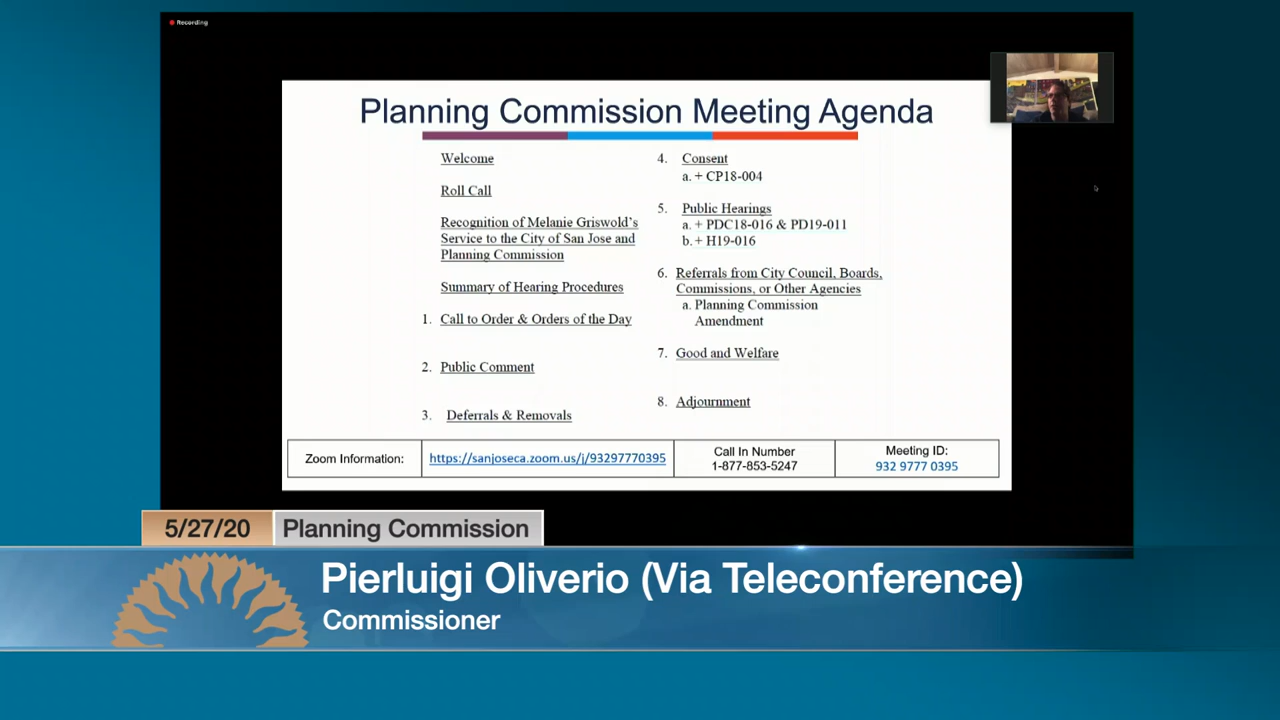 Recording
Planning Commission Meeting Agenda
Welcome
Roll Call
Recognition of Melanie Griswold's
Service to the City of San Jose and
Planning Commission
Summary of Hearing Procedures
1. Call to Order & Orders of the Day
2. Public Comment
3. Deferrals & Removals
4. Consent
a. + CP18-004
5. Public Hearings
a. + PDC18-016 & PD19-011
b. + H19-016
6. Referrals from City Council, Boards,
Commissions, or Other Agencies
a. Planning Commission
Amendment
7. Good and Welfare
8. Adjournment
Zoom Information:
https://sanjoseca.zoom.us/j/93297770395
Call In Number
1-877-853-5247
Meeting ID:
932 9777 0395
5/27/20
Planning Commission
Pierluigi Oliverio (Via Teleconference)
Commissioner